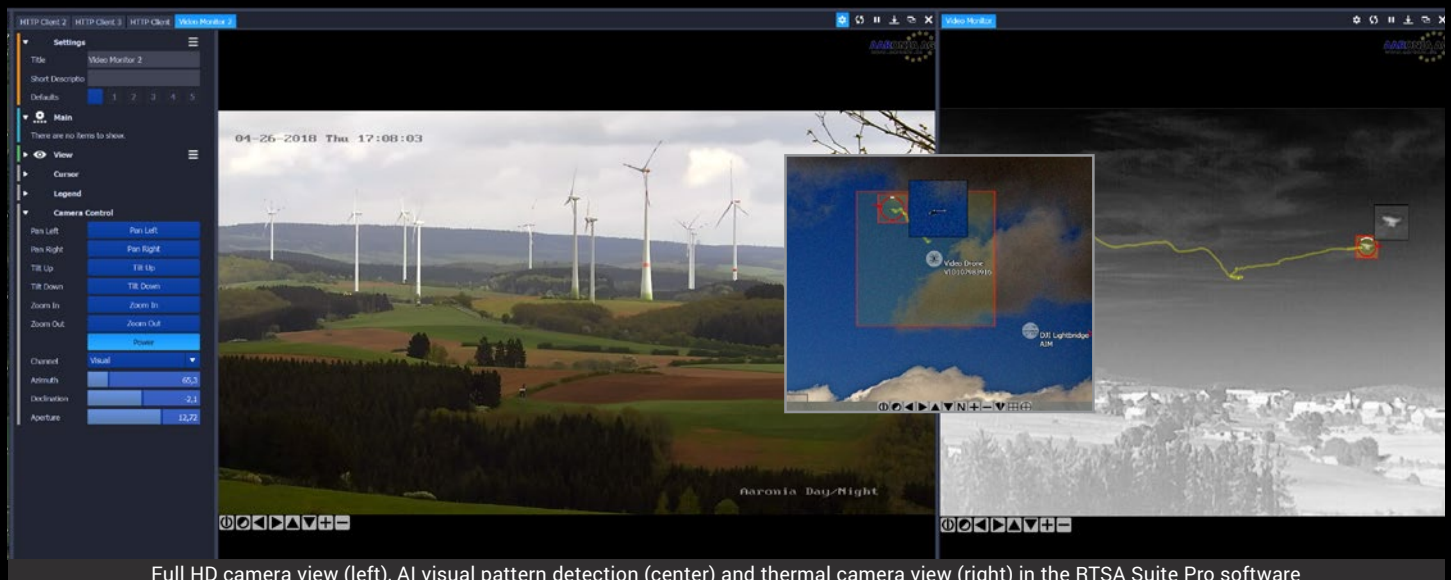 HTTP Client 2 HTTP Client 3 HTTP Client Video Monitor 2
Video Monitor
Settings
Title Video Monitor 2
Short Descriptio
Defaults 1 2 3 4 5
Main
There are no items to show.
View
Cursor
Legend
Camera Control
Pan Left Pan Left
Pan Right Pan Right
Tilt Up Tilt Up
Tilt Down Tilt Down
Zoom In Zoom In
Zoom Out Zoom Out
Power
Channel Visual
Azimuth 65,3
Declination -2,1
Aperture 12,72
AARONIA AG
AARONIA AG
04-26-2018 Thu 17:08:03
Video Drone
DJI Lightbridge
AIM
N
Aaronia Day/Night
Full HD camera view (left), AI visual pattern detection (center) and thermal camera view (right) in the RTSA Suite Pro software